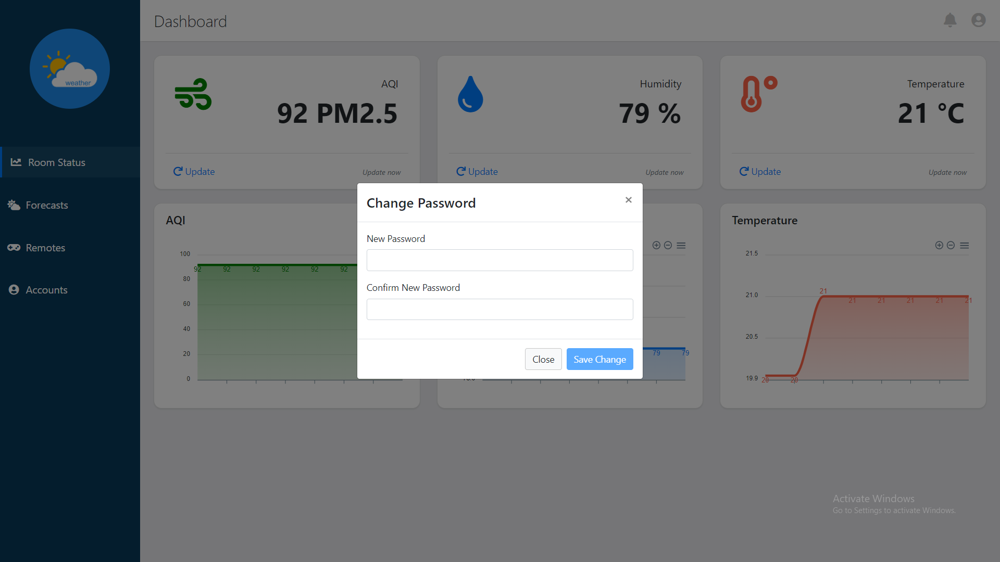 Dashboard
weather
Room Status
Forecasts
Remotes
Accounts
AQI
92 PM2.5
Update
Update now
Humidity
79 %
Update
Update now
Temperature
21 °C
Update
Update now
AQI
100
80
60
40
20
0
92 92 92 92 92 92
79 79
Temperature
21.5
21.0
20.5
19.9
20 20 21 21 21 21 21 21
Change Password
×
New Password
Confirm New Password
Close
Save Change
Activate Windows
Go to Settings to activate Windows.